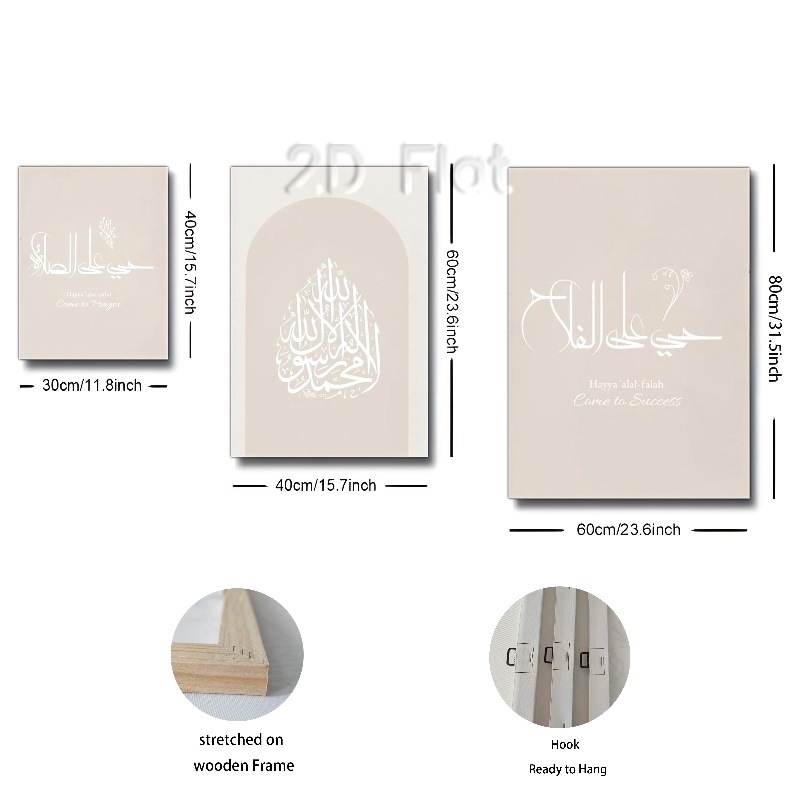 2D Flat
حي على الصلاة
Hayya 'alas-salah
Come to Prayer
40cm/15.7inch
30cm/11.8inch
لا إله إلا الله محمد رسول الله
60cm/23.6inch
40cm/15.7inch
حي على الفلاح
Hayya 'alal-falah
Come to Success
80cm/31.5inch
60cm/23.6inch
stretched on
wooden Frame
Hook
Ready to Hang